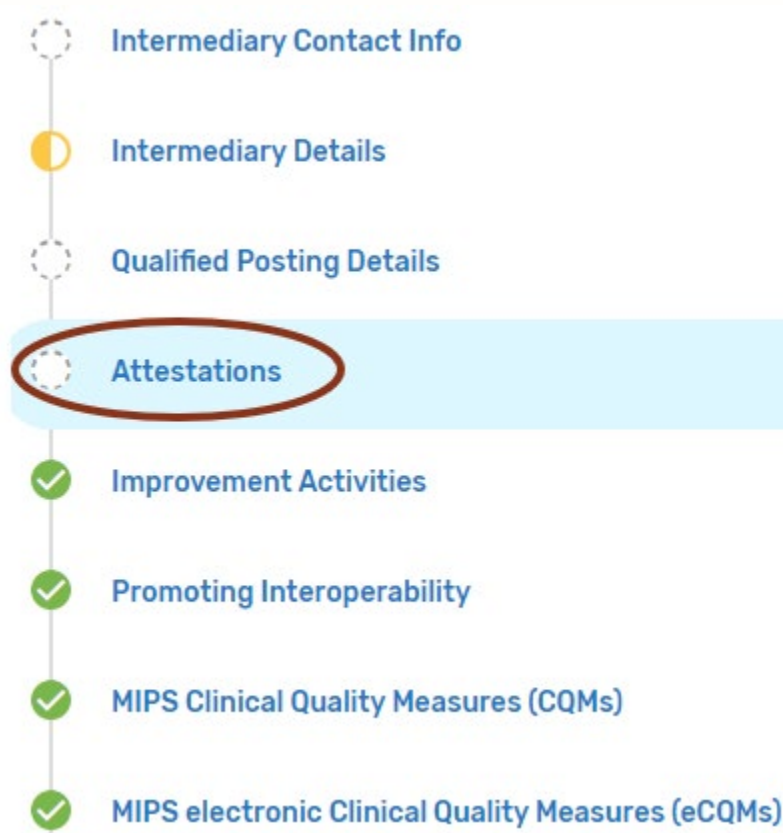 Intermediary Contact Info
Intermediary Details
Qualified Posting Details
Attestations
Improvement Activities
Promoting Interoperability
MIPS Clinical Quality Measures (CQMs)
MIPS electronic Clinical Quality Measures (eCQMs)